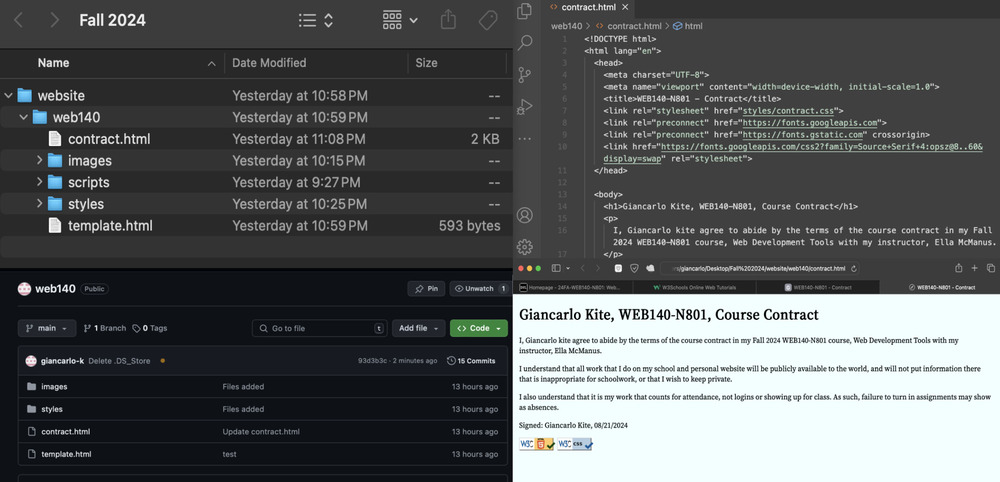 Fall 2024
Name Date Modified Size
website Yesterday at 10:58 PM --
web140 Yesterday at 10:59 PM --
contract.html Yesterday at 11:08 PM 2 KB
images Yesterday at 10:15 PM --
scripts Yesterday at 9:27 PM --
styles Yesterday at 10:25 PM --
template.html Yesterday at 10:59 PM 593 bytes
contract.html ×
web140 > contract.html > html
1 <!DOCTYPE html>
2 <html lang="en">
3 <head>
4 <meta charset="UTF-8">
5 <meta name="viewport" content="width=device-width, initial-scale=1.0">
6 <title>WEB140-N801 - Contract</title>
7 <link rel="stylesheet" href="styles/contract.css">
8 <link rel="preconnect" href="https://fonts.googleapis.com">
9 <link rel="preconnect" href="https://fonts.gstatic.com" crossorigin>
10 <link href="https://fonts.googleapis.com/css2?family=Source+Serif+4:opsz@8..60&
display=swap" rel="stylesheet">
11 </head>
12
13 <body>
14 <h1>Giancarlo Kite, WEB140-N801, Course Contract</h1>
15 <p>
16 I, Giancarlo kite agree to abide by the terms of the course contract in my Fall
2024 WEB140-N801 course, Web Development Tools with my instructor, Ella McManus.
17 </p>
web140 Public Pin Unwatch 1
main 1 Branch 0 Tags Go to file t Add file Code
giancarlo-k Delete .DS_Store 93d3b3c · 2 minutes ago 15 Commits
images Files added 13 hours ago
styles Files added 13 hours ago
contract.html Update contract.html 13 hours ago
template.html test 13 hours ago
rs/giancarlo/Desktop/Fall%202024/website/web140/contract.html
Homepage - 24FA-WEB140-N801: Web... W3Schools Online Web Tutorials WEB140-N801 - Contract WEB140-N801 - Contract
Giancarlo Kite, WEB140-N801, Course Contract
I, Giancarlo kite agree to abide by the terms of the course contract in my Fall 2024 WEB140-N801 course, Web Development Tools with my
instructor, Ella McManus.
I understand that all work that I do on my school and personal website will be publicly available to the world, and will not put information there
that is inappropriate for schoolwork, or that I wish to keep private.
I also understand that it is my work that counts for attendance, not logins or showing up for class. As such, failure to turn in assignments may show
as absences.
Signed: Giancarlo Kite, 08/21/2024
W3C HTML W3C css